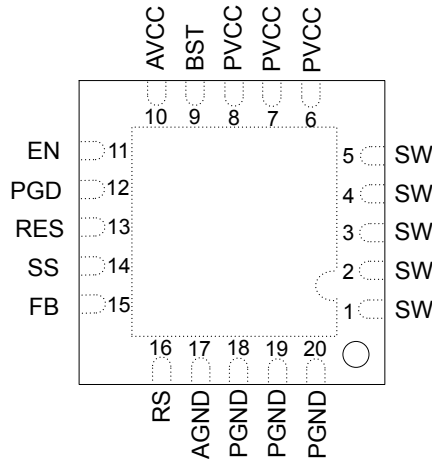 AVCC BST PVCC PVCC PVCC
10 9 8 7 6
EN 11 5 SW
PGD 12 4 SW
RES 13 3 SW
SS 14 2 SW
FB 15 1 SW
16 17 18 19 20
RS AGND PGND PGND PGND